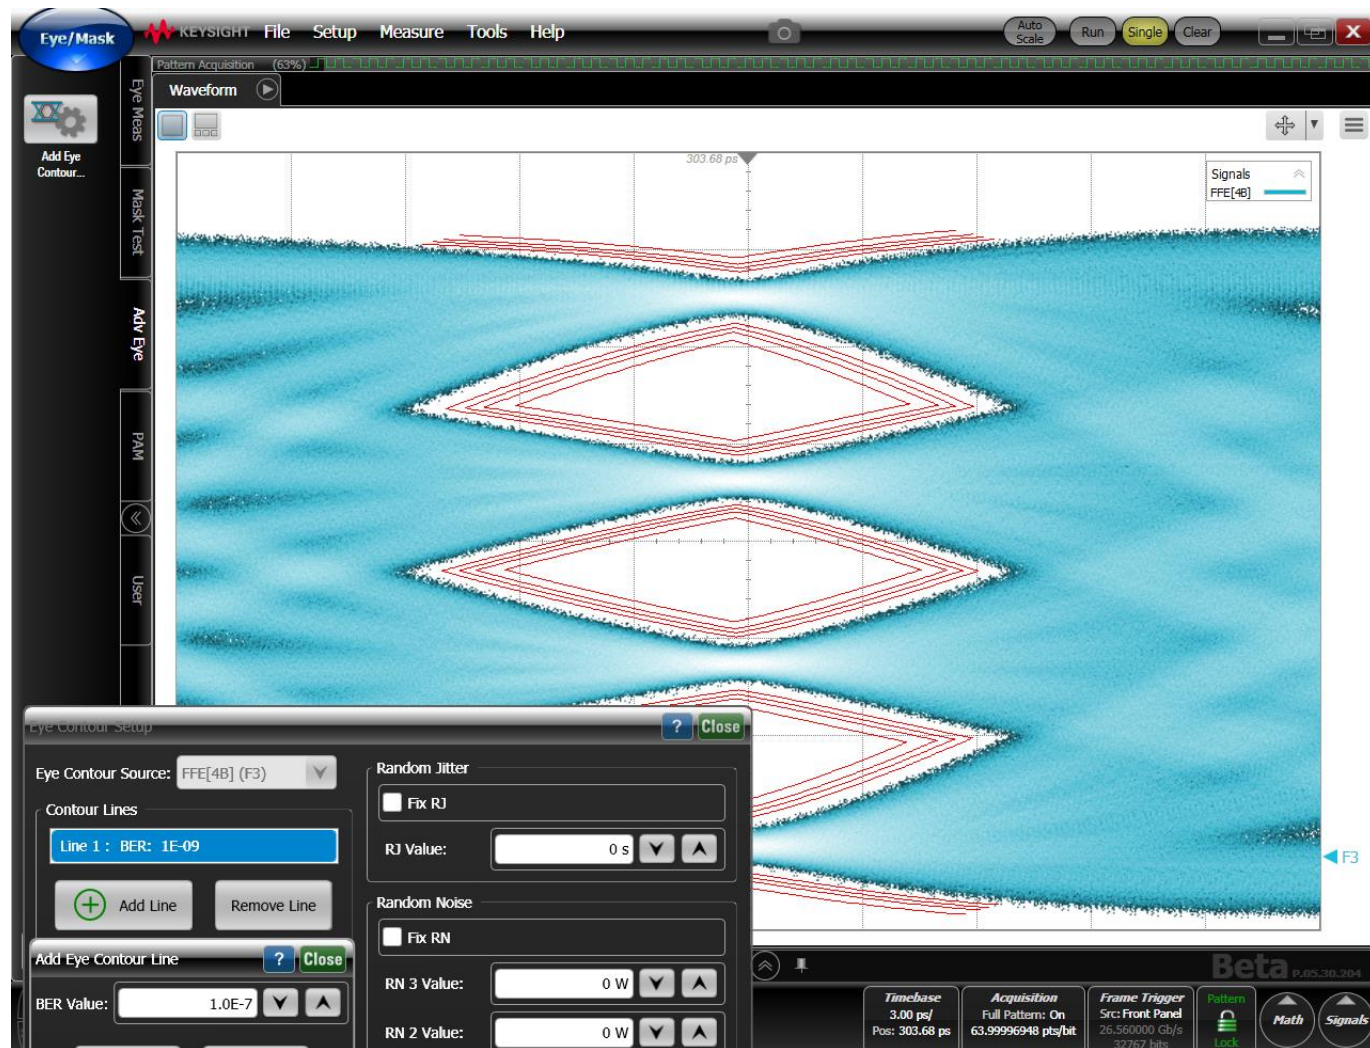 Eye/Mask
KEYSIGHT File Setup Measure Tools Help
Auto Scale
Run
Single
Clear
X
Pattern Acquisition (63%)
Waveform
Add Eye
Contour...
Eye Meas
Mask Test
Adv Eye
PAM
User
303.68 ps
Signals
FFE[4B]
F3
Eye Contour Setup
? Close
Eye Contour Source: FFE[4B] (F3)
Contour Lines
Line 1 : BER: 1E-09
Add Line
Remove Line
Random Jitter
Fix RJ
RJ Value: 0 s
Random Noise
Fix RN
RN 3 Value: 0 W
RN 2 Value: 0 W
Add Eye Contour Line
? Close
BER Value: 1.0E-7
Beta P.05.30.204
Timebase
3.00 ps/
Pos: 303.68 ps
Acquisition
Full Pattern: On
63.99996948 pts/bit
Frame Trigger
Src: Front Panel
26.560000 Gb/s
32767 bits
Pattern
Lock
Math
Signals